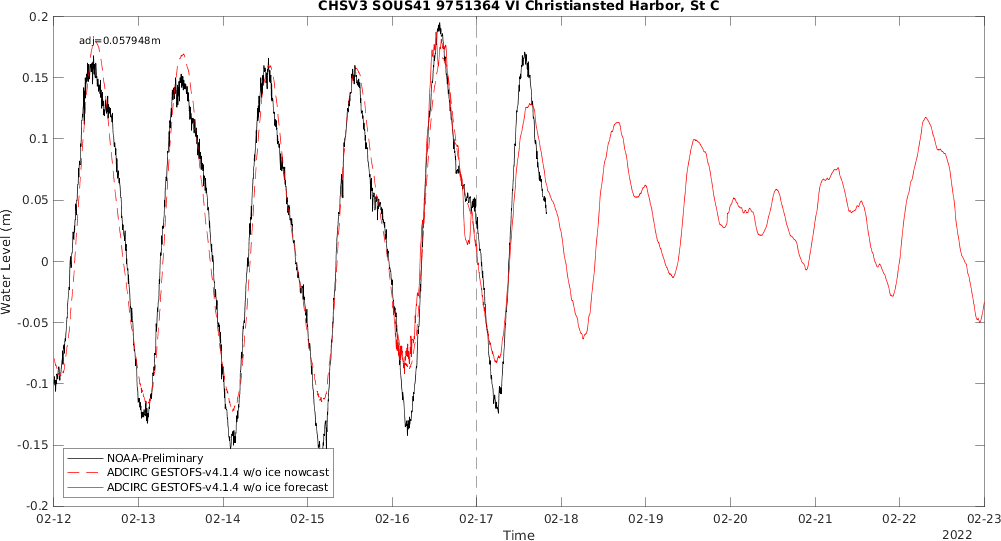 CHSV3 SOUS41 9751364 VI Christiansted Harbor, St C
adj=0.057948m
0.2
0.15
0.1
0.05
0
-0.05
-0.1
-0.15
-0.2
Water Level (m)
NOAA-Preliminary
ADCIRC GESTOFS-v4.1.4 w/o ice nowcast
ADCIRC GESTOFS-v4.1.4 w/o ice forecast
02-12 02-13 02-14 02-15 02-16 02-17 02-18 02-19 02-20 02-21 02-22 02-23
Time
2022